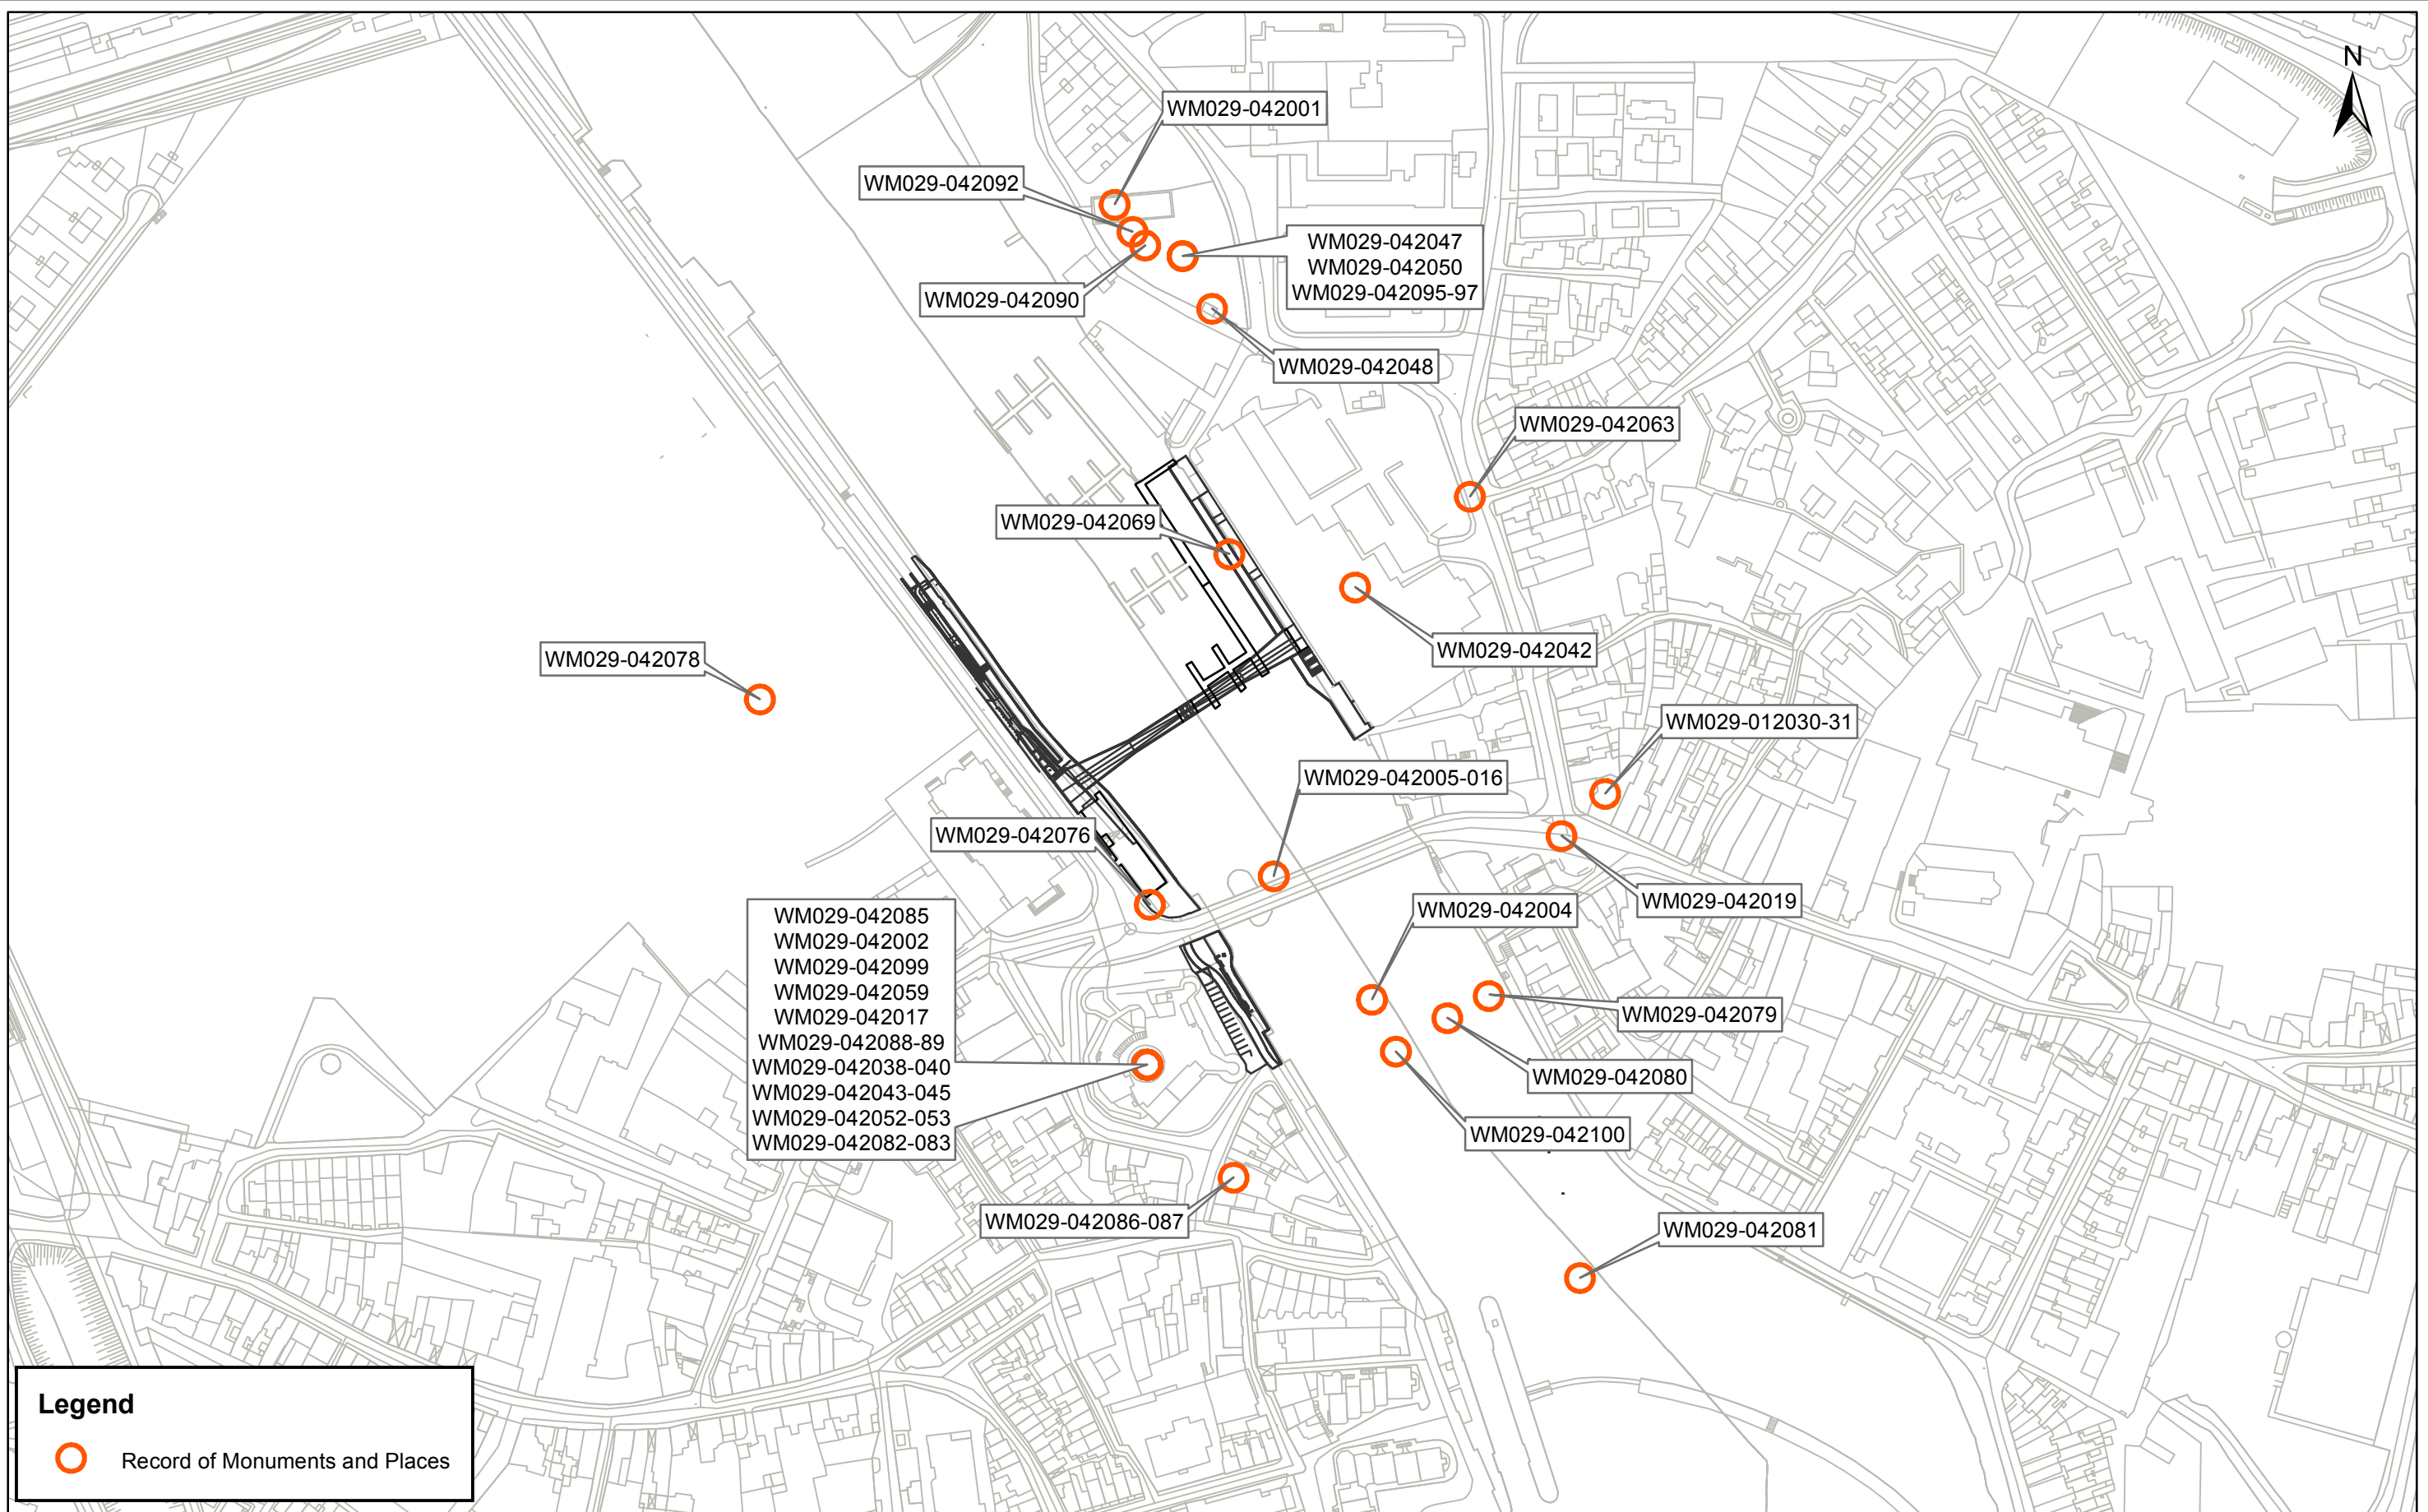 N
WM029-042001
WM029-042092
WM029-042047
WM029-042050
WM029-042095-97
WM029-042090
WM029-042048
WM029-042063
WM029-042069
WM029-042042
WM029-042078
WM029-012030-31
WM029-042005-016
WM029-042076
WM029-042019
WM029-042004
WM029-042085
WM029-042002
WM029-042099
WM029-042059
WM029-042017
WM029-042088-89
WM029-042038-040
WM029-042043-045
WM029-042052-053
WM029-042082-083
WM029-042079
WM029-042080
WM029-042100
WM029-042086-087
WM029-042081
Legend
Record of Monuments and Places